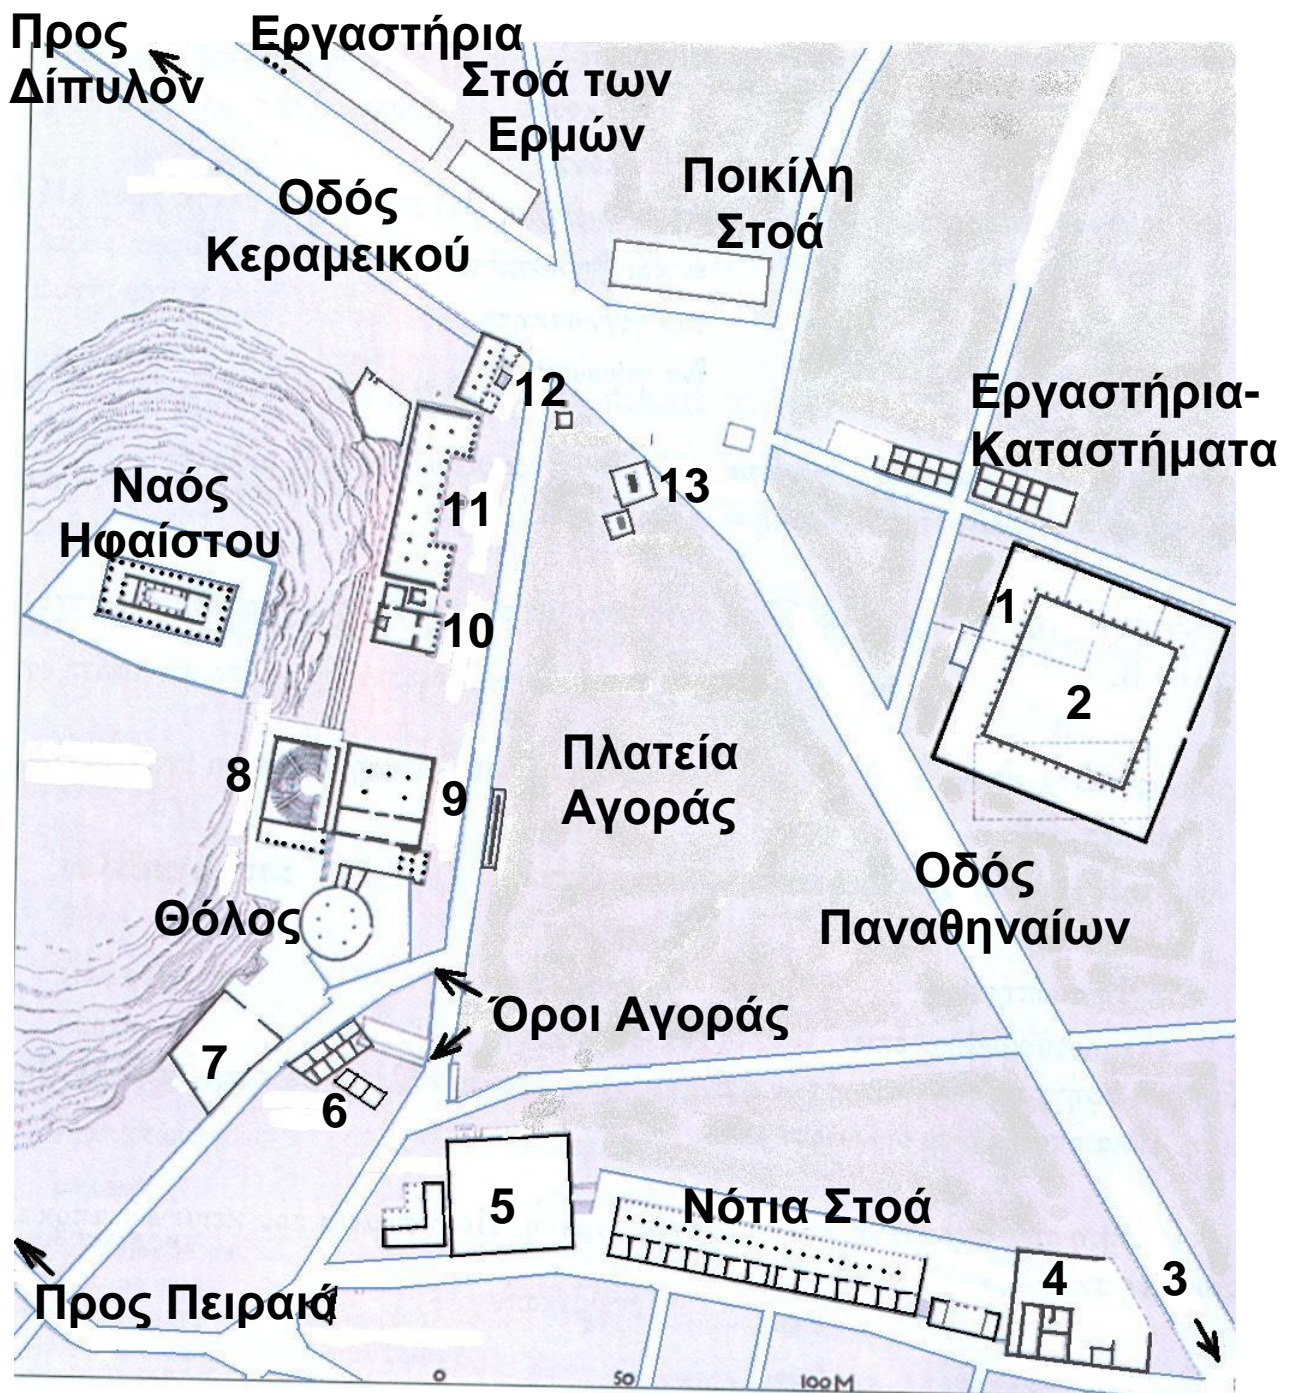 Προς
Δίπυλον
Εργαστήρια
Στοά των
Ερμών
Ποικίλη
Στοά
Οδός
Κεραμεικού
12
Εργαστήρια-
Καταστήματα
13
11
Ναός
Ηφαίστου
10
1
2
8
9
Πλατεία
Αγοράς
Οδός
Παναθηναίων
Θόλος
Όροι Αγοράς
7
6
5
Νότια Στοά
4
3
Προς Πειραιά
0 50 100 M